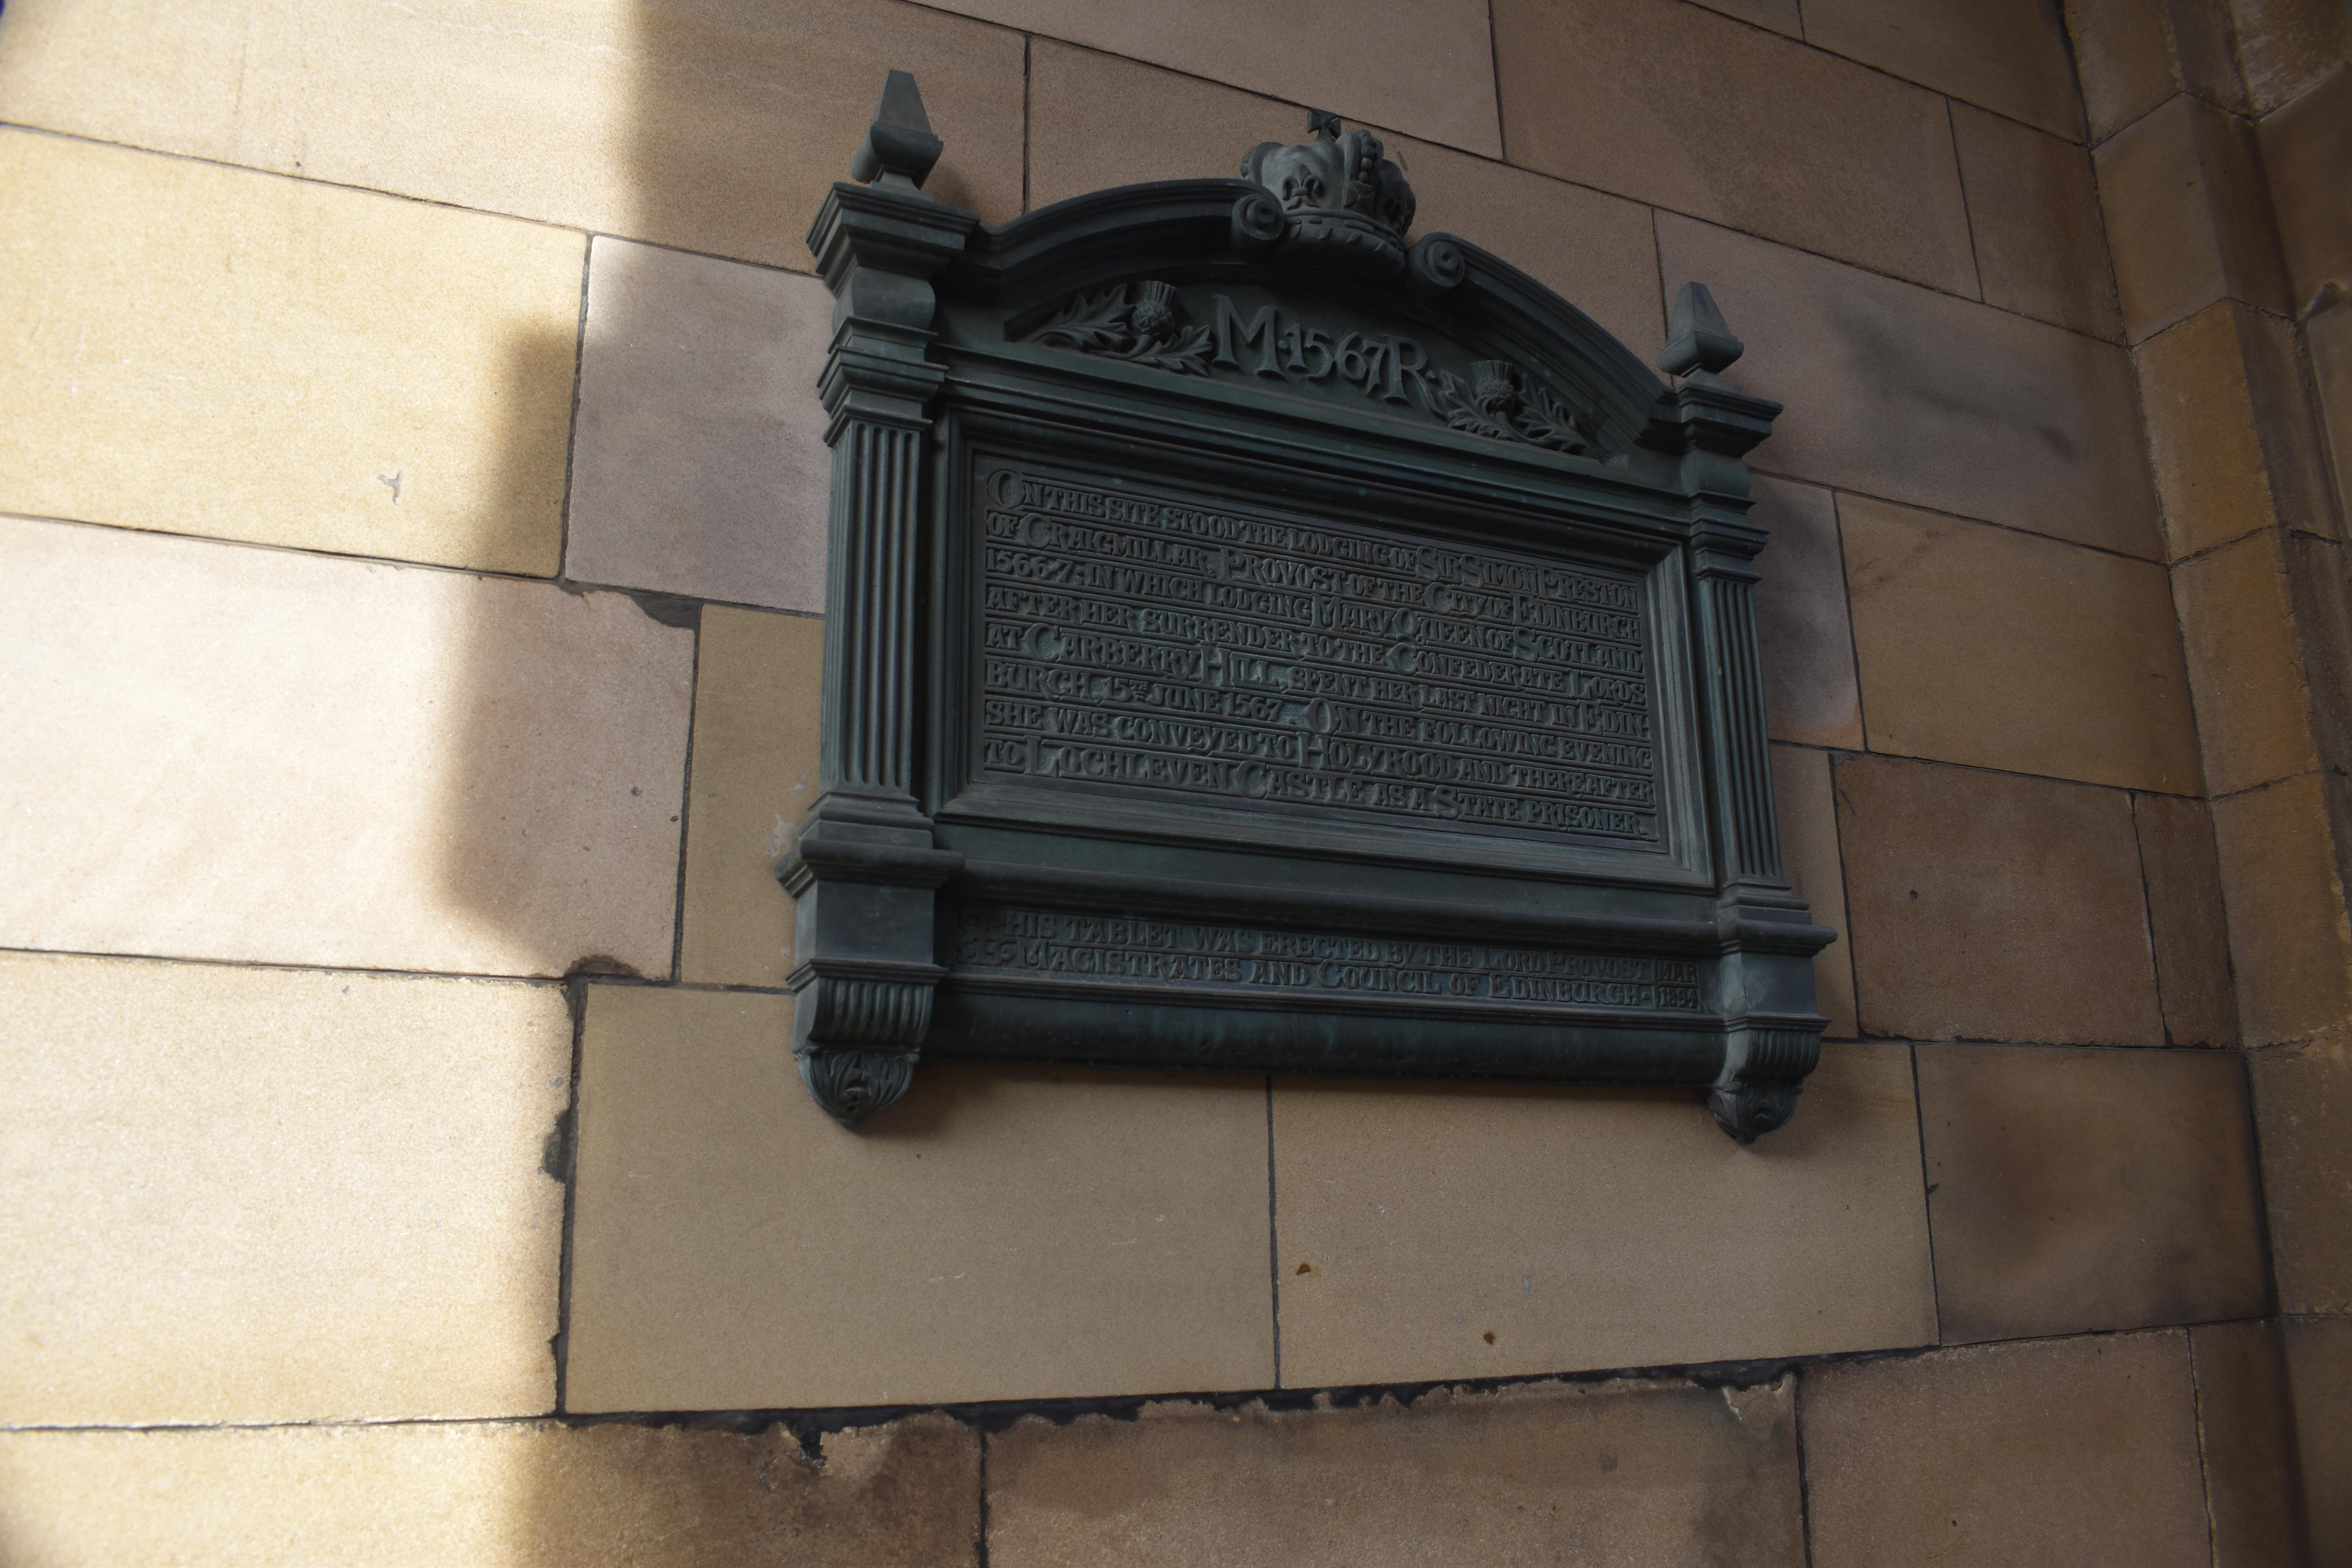 M·1567R·
ON THIS SITE STOOD THE LODGING OF SIR SIMON PRESTON
OF CRAIGMILLAR PROVOST OF THE CITY OF EDINBURGH
1566-7: IN WHICH LODGING MARY QUEEN OF SCOTLAND
AFTER HER SURRENDER TO THE CONFEDERATE LORDS
AT CARBERRY HILL SPENT HER LAST NIGHT IN EDIN-
BURCH 15TH JUNE 1567 ON THE FOLLOWING EVENING
SHE WAS CONVEYED TO HOLYROOD AND THEREAFTER
TO LOCHLEVEN CASTLE AS A STATE PRISONER
THIS TABLET WAS ERECTED BY THE LORD PROVOST MAR
MAGISTRATES AND COUNCIL OF EDINBURGH· 1894